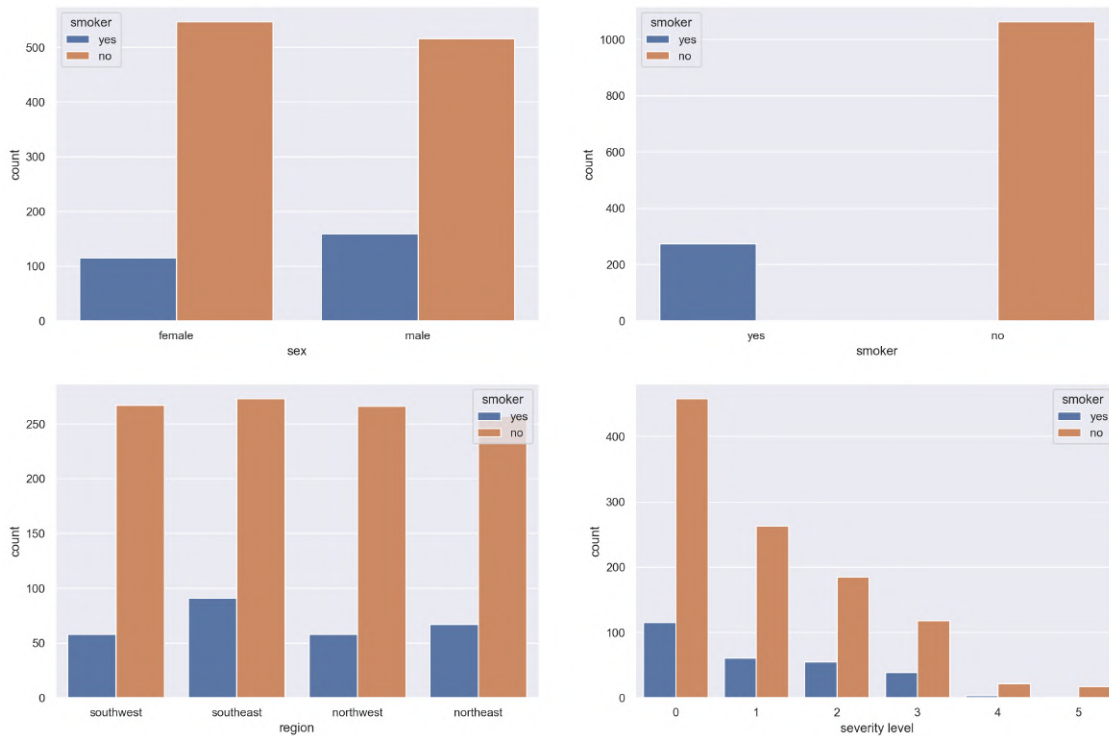 smoker
yes
no
500
400
300
200
100
0
count
female
male
sex
smoker
yes
no
1000
800
600
400
200
0
count
yes
no
smoker
smoker
yes
no
250
200
150
100
50
0
count
southwest
southeast
northwest
northeast
region
smoker
yes
no
400
300
200
100
0
count
0
1
2
3
4
5
severity level